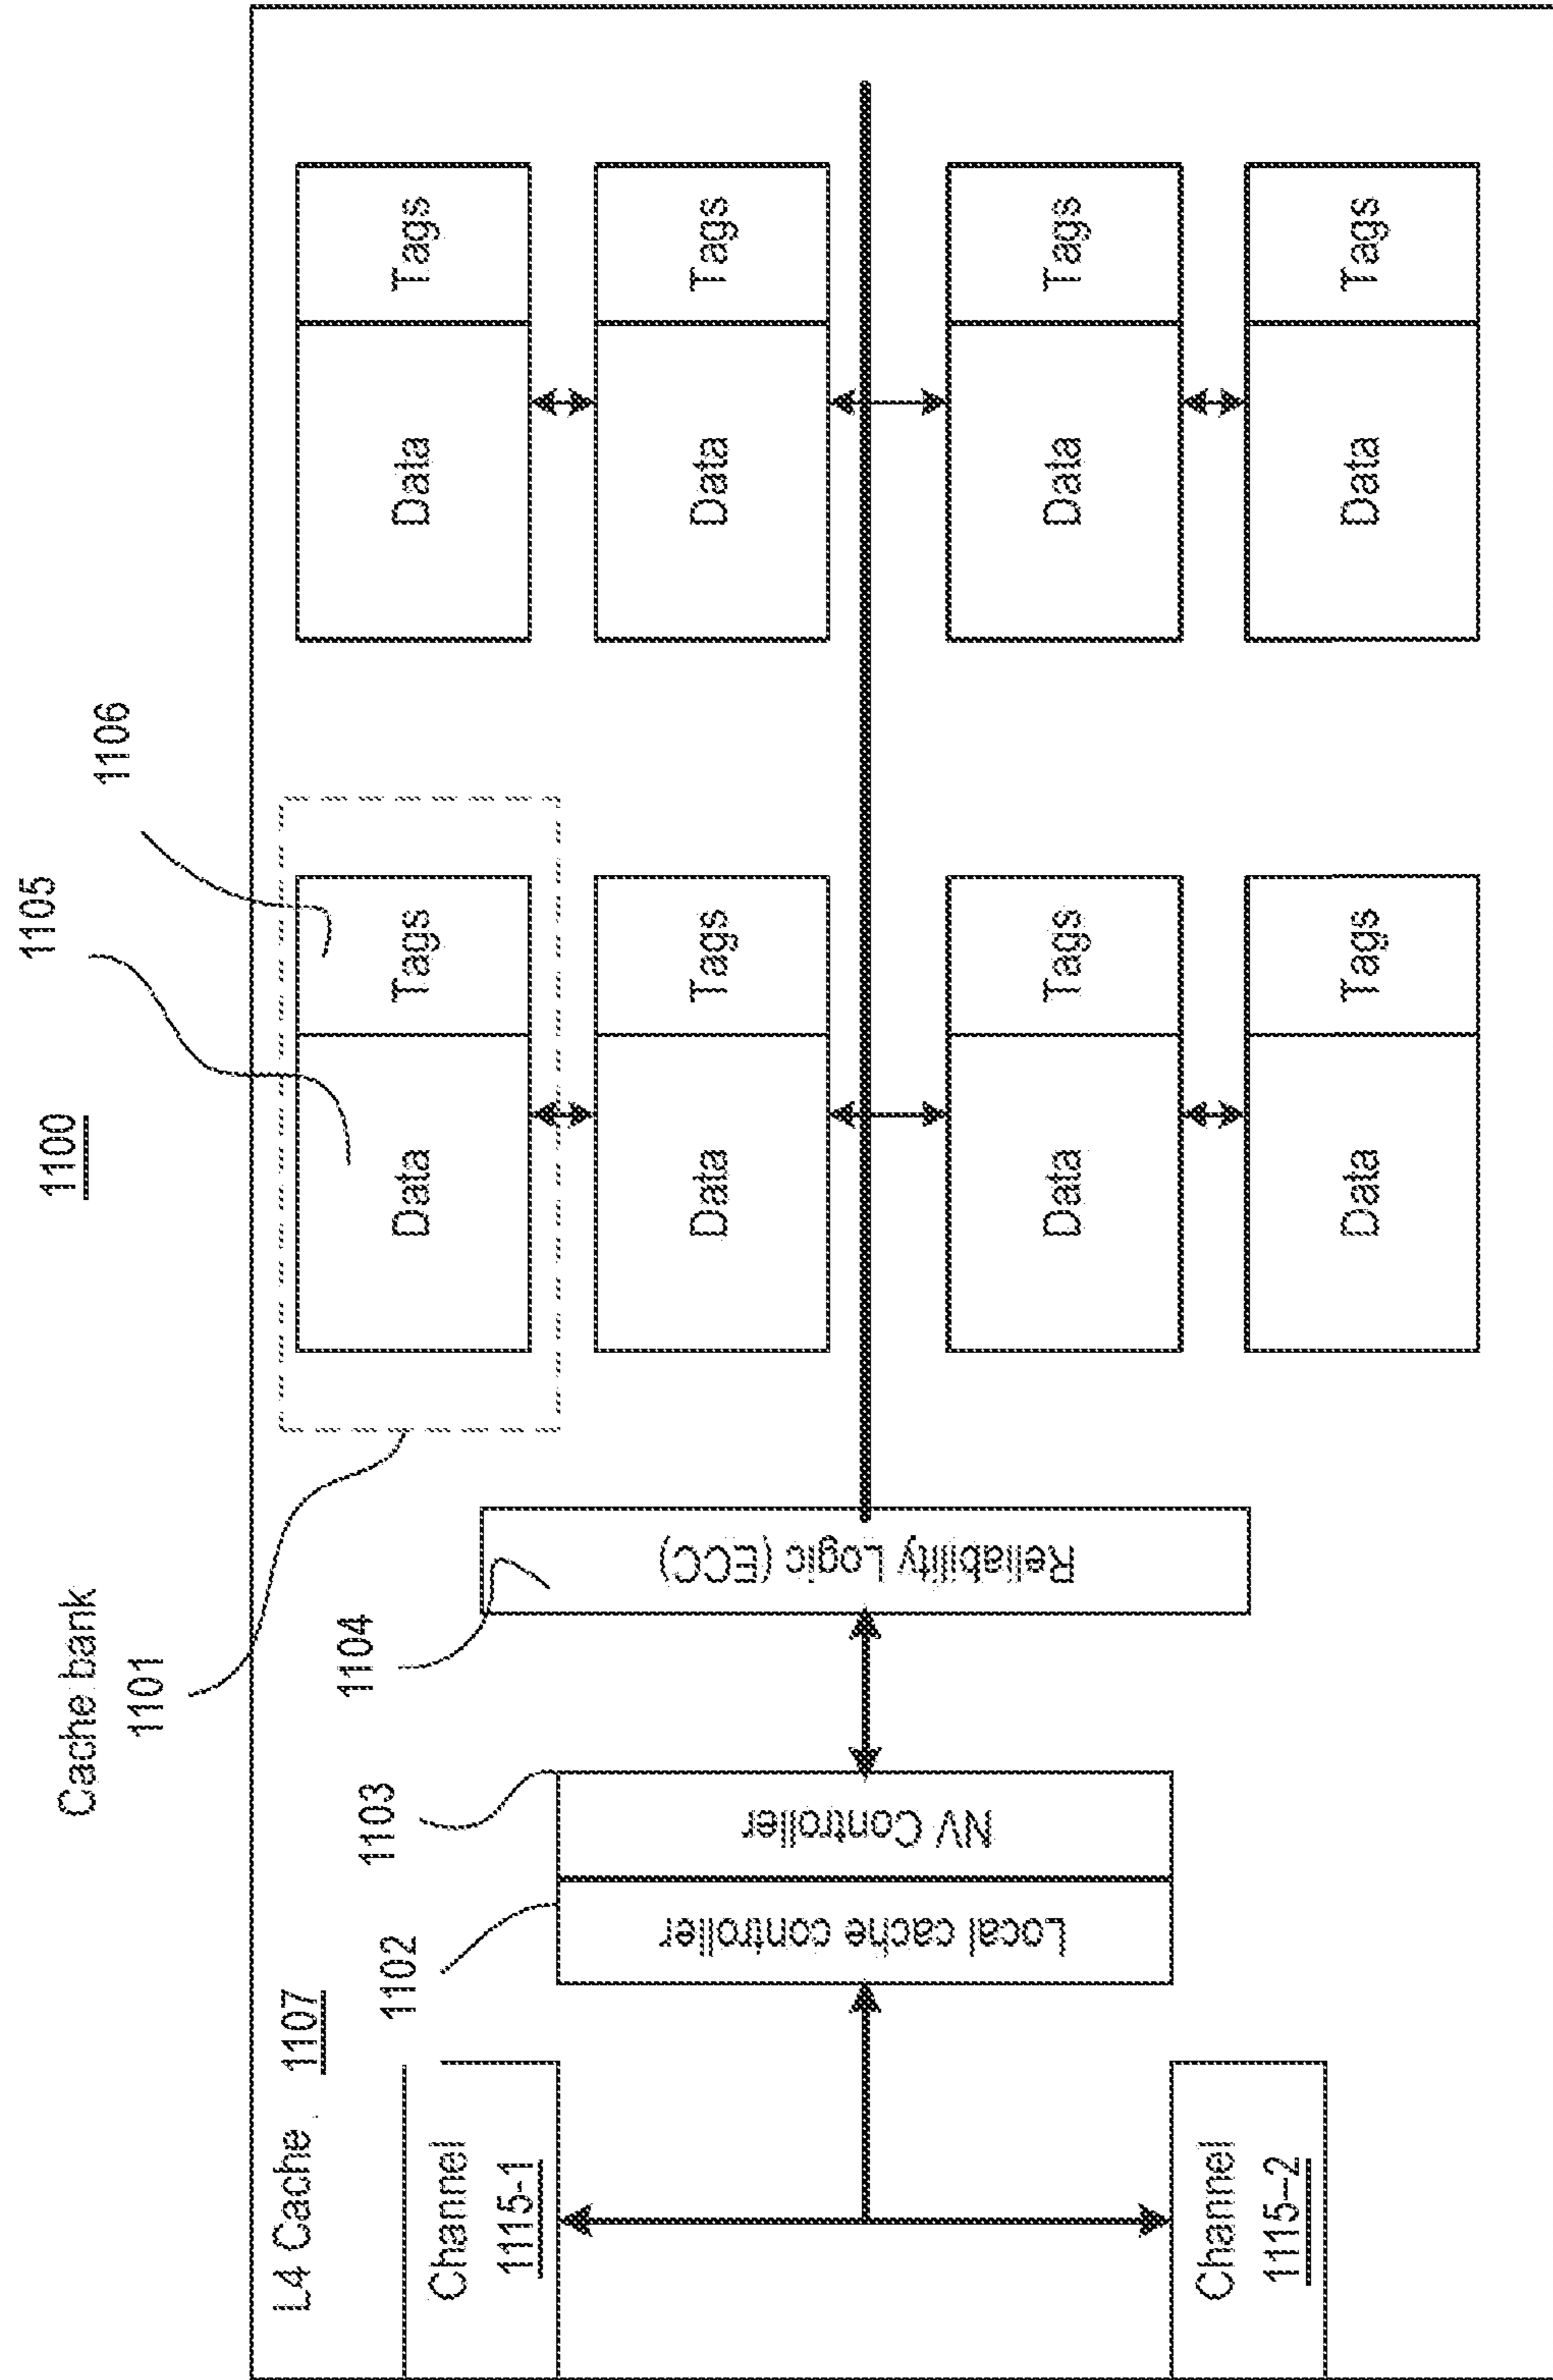 1100
Cache bank
1101
1105
1106
L4 Cache 1107
1102
1103
1104
Channel
1115-1
Channel
1115-2
Local cache controller
NV Controller
Reliability Logic (ECC)
Data
Tags
Data
Tags
Data
Tags
Data
Tags
Data
Tags
Data
Tags
Data
Tags
Data
Tags